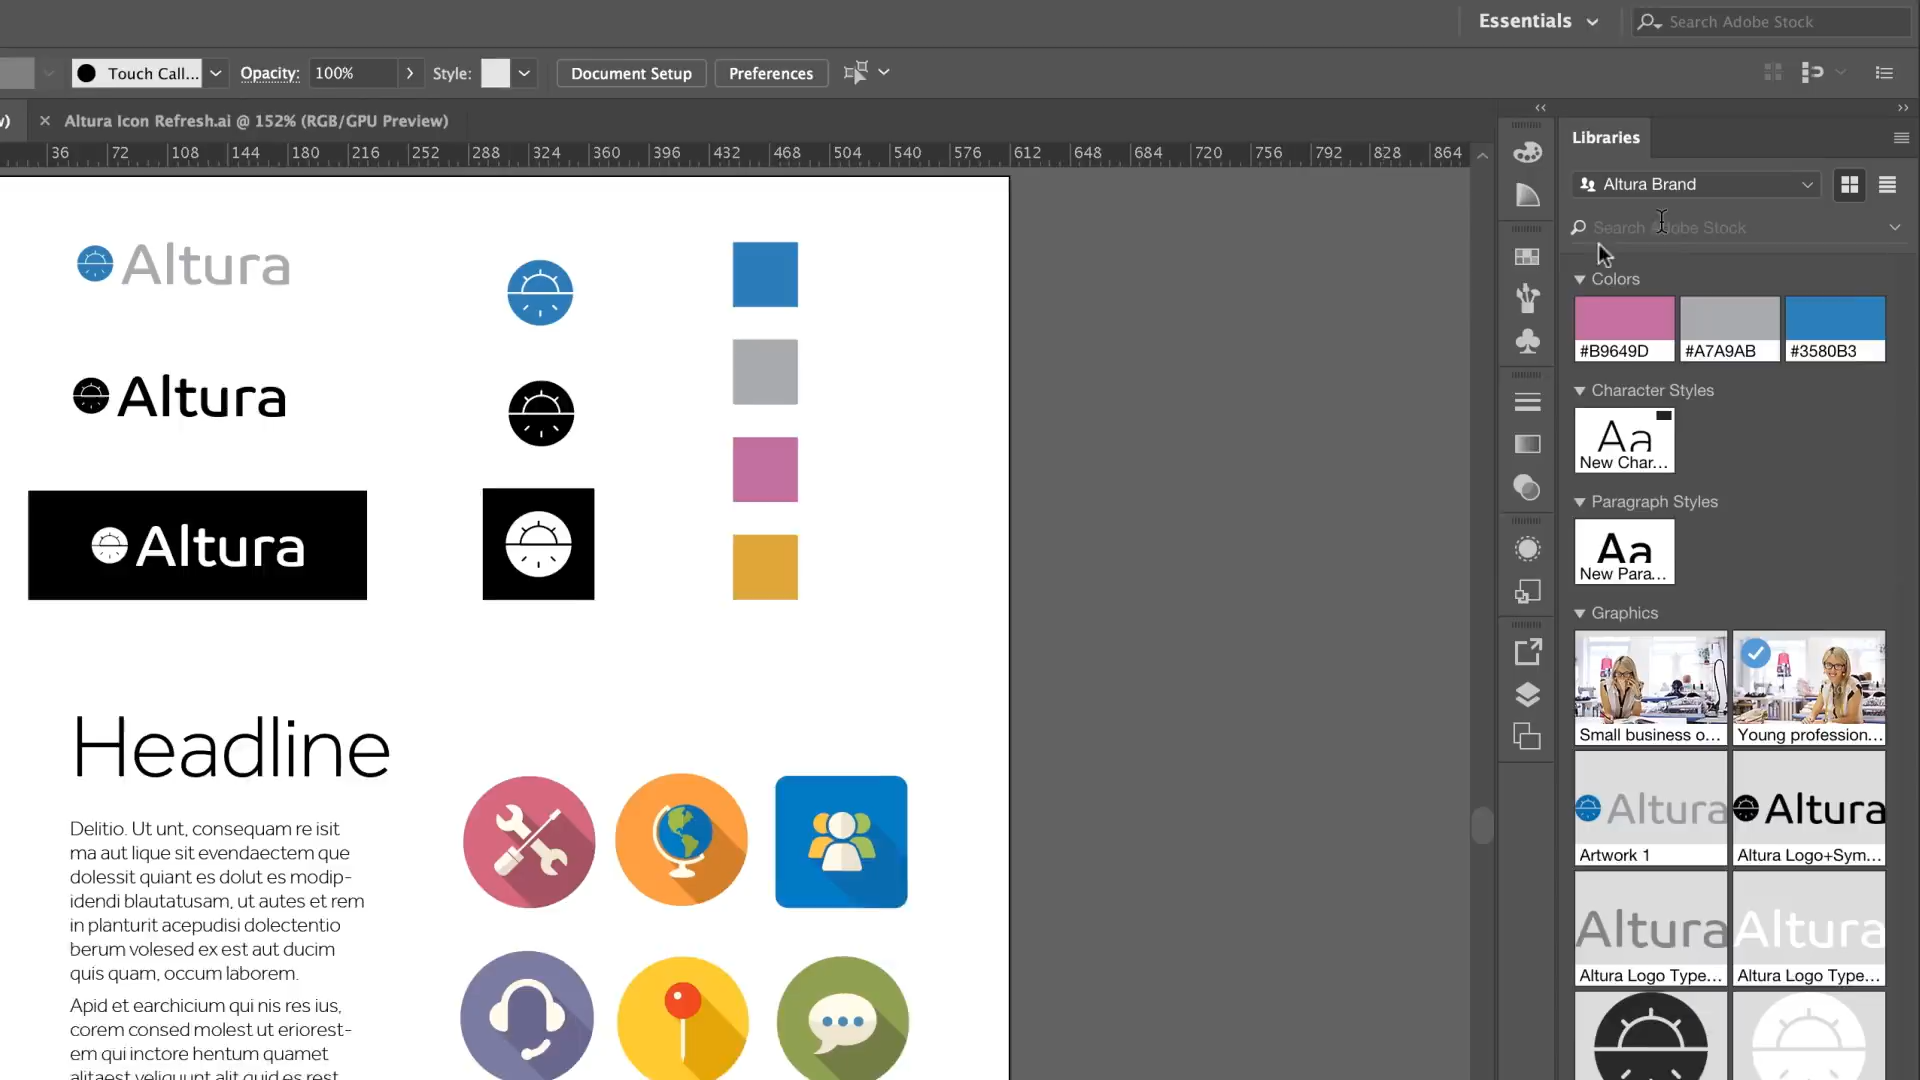 Essentials
Search Adobe Stock
Touch Call...
Opacity:
100%
Style:
Document Setup
Preferences
Altura Icon Refresh.ai @ 152% (RGB/GPU Preview)
36 72 108 144 180 216 252 288 324 360 396 432 468 504 540 576 612 648 684 720 756 792 828 864
Altura
Altura
Altura
Headline
Delitio. Ut unt, consequam re isit
ma aut lique sit evendaectem que
dolessit quiant es dolut es modip-
idendi blautatusam, ut autes et rem
in planturit acepudisi dolectentio
berum volesed ex est aut ducim
quis quam, occum laborem.
Apid et earchicium qui nis res ius,
corem consed molest ut eriorest-
em qui inctore hentum quamet
alitaest veliquunt alit quid es rest
Libraries
Altura Brand
Search Adobe Stock
Colors
#B9649D
#A7A9AB
#3580B3
Character Styles
Aa
New Char...
Paragraph Styles
Aa
New Para...
Graphics
Small business o...
Young profession...
Altura
Artwork 1
Altura
Altura Logo+Sym...
Altura
Altura Logo Type...
Altura
Altura Logo Type...